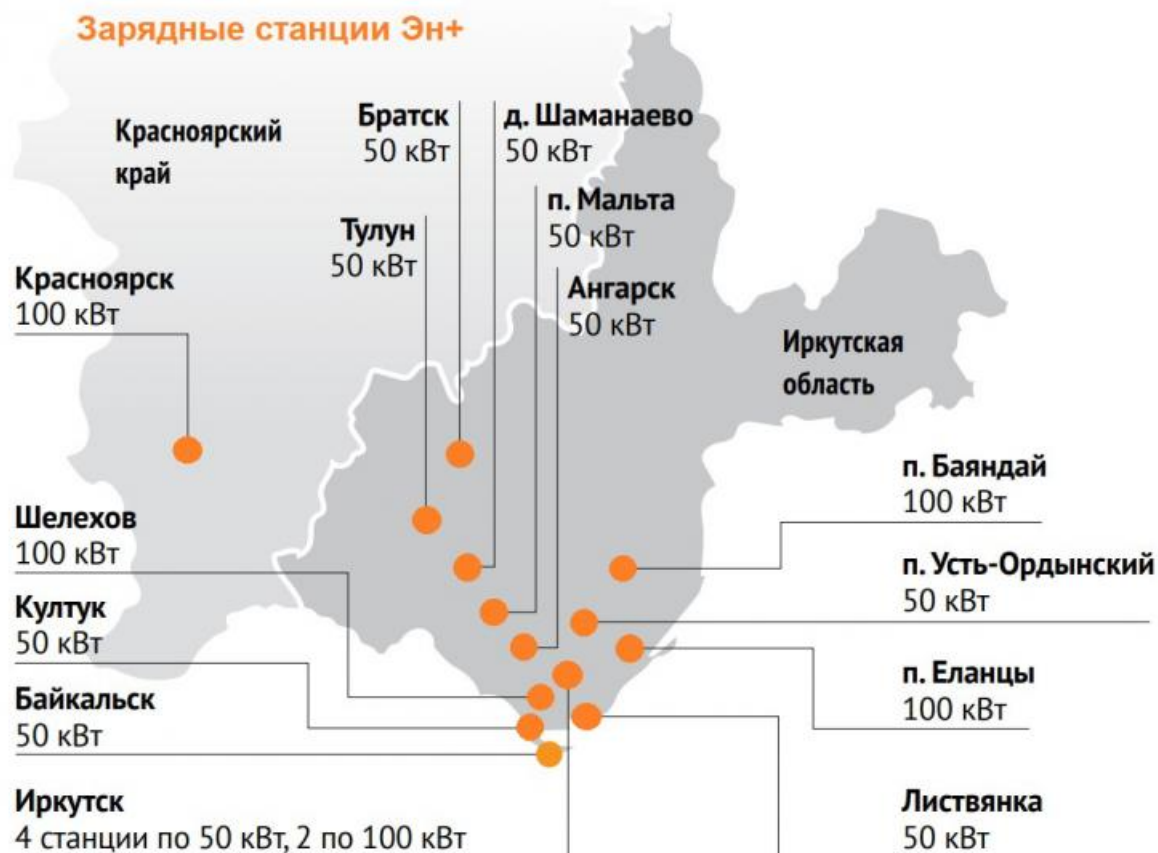 Зарядные станции Эн+
Красноярский
край
Братск
50 кВт
д. Шаманаево
50 кВт
п. Мальта
50 кВт
Тулун
50 кВт
Ангарск
50 кВт
Красноярск
100 кВт
Иркутская
область
п. Баяндай
100 кВт
Шелехов
100 кВт
п. Усть-Ордынский
50 кВт
Култук
50 кВт
п. Еланцы
100 кВт
Байкальск
50 кВт
Иркутск
4 станции по 50 кВт, 2 по 100 кВт
Листвянка
50 кВт